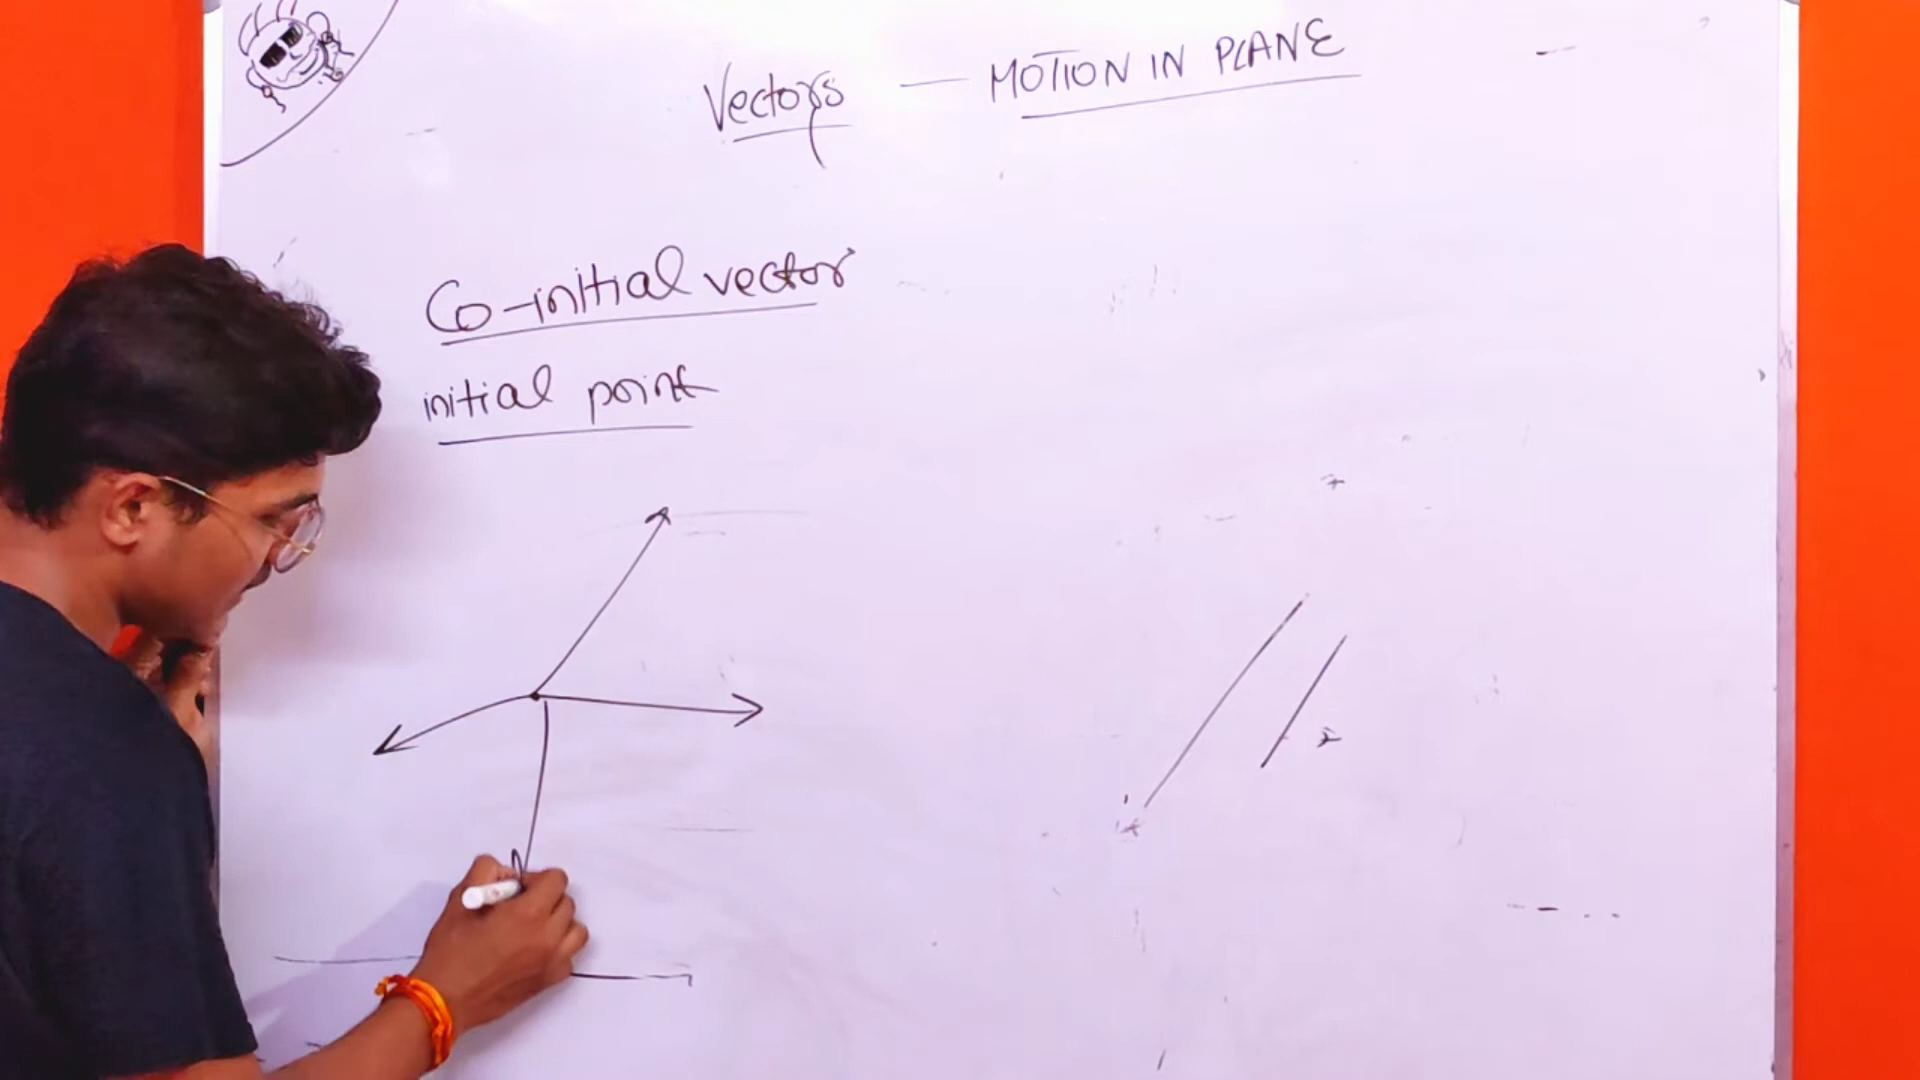 Vectors — MOTION IN PLANE
Co-initial vector
initial point